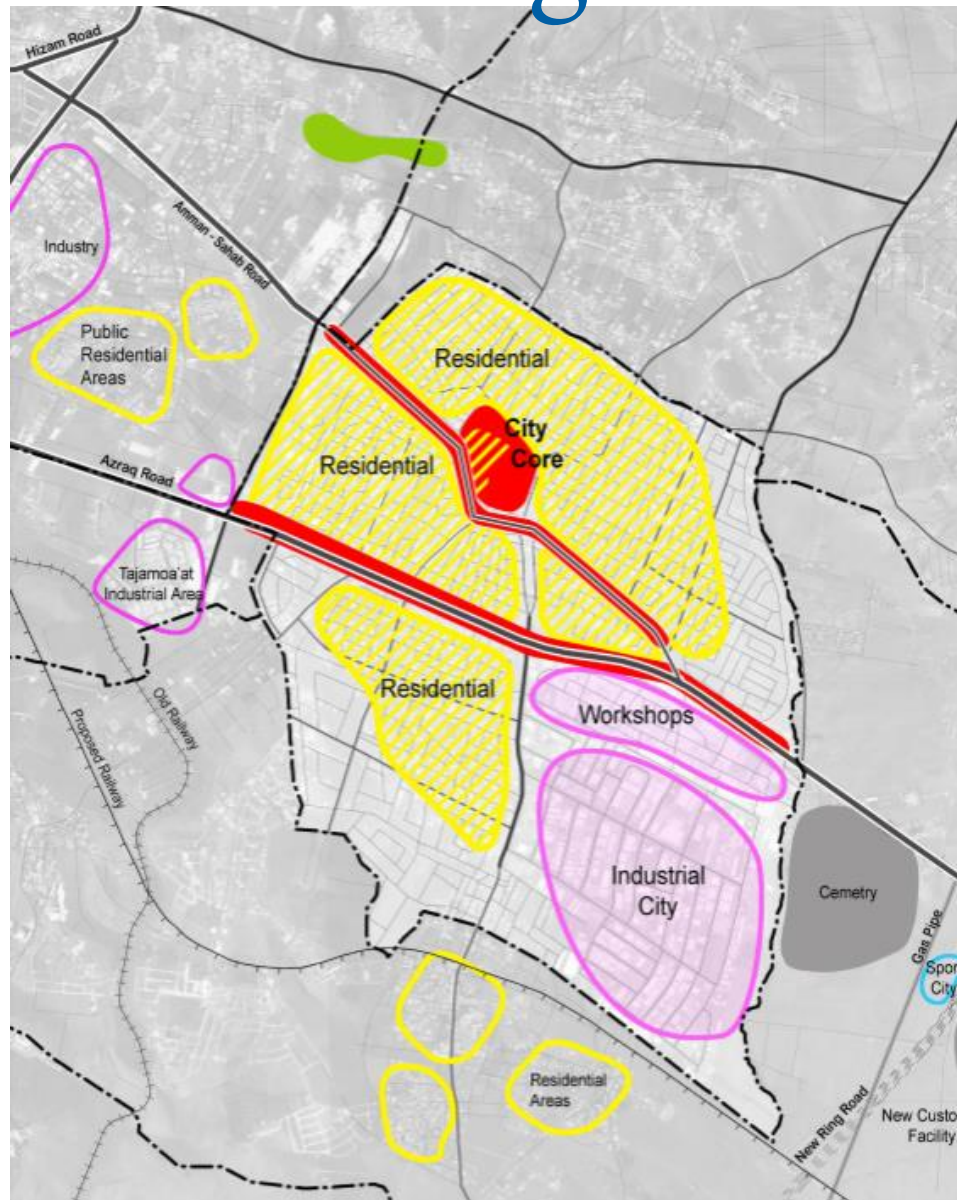 g
Hizam Road
Amman - Sahab Road
Industry
Public
Residential
Areas
Residential
City
Core
Residential
Azraq Road
Tajamoa'at
Industrial Area
Residential
Old Railway
Proposed Railway
Workshops
Industrial
City
Cemetry
Gas Pipe
Spor
City
Residential
Areas
New Ring Road
New Custo
Facility